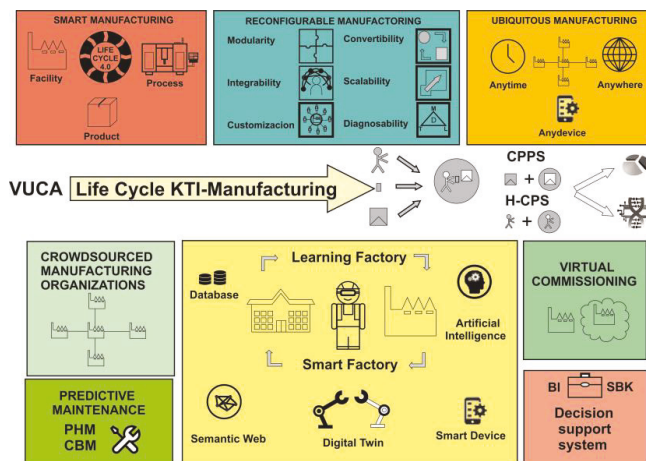 SMART MANUFACTURING
Facility
LIFE
CYCLE
4.0
Process
Product
RECONFIGURABLE MANUFACTORING
Modularity
Convertibility
Integrability
Scalability
Customizacion
Diagnosability
M
D
UBIQUITOUS MANUFACTURING
Anytime
Anywhere
Anydevice
VUCA
Life Cycle KTI-Manufacturing
CPPS
+
H-CPS
+
CROWDSOURCED
MANUFACTURING
ORGANIZATIONS
PREDICTIVE
MAINTENANCE
PHM
CBM
Learning Factory
Database
Artificial
Intelligence
Smart Factory
Semantic Web
Digital Twin
Smart Device
VIRTUAL
COMMISSIONING
BI
SBK
Decision
support
system